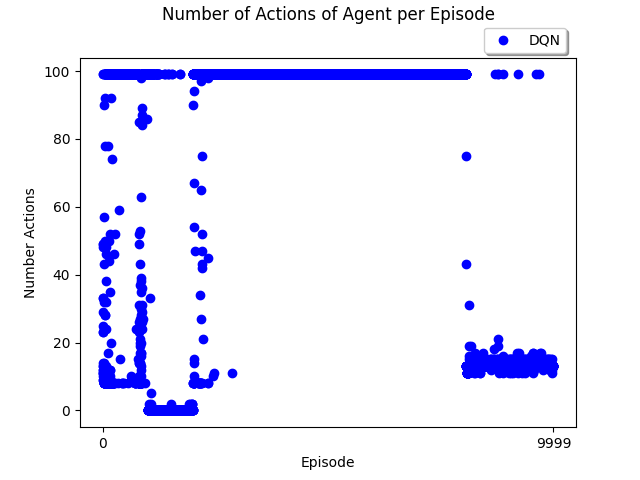 Number of Actions of Agent per Episode
DQN
100
80
60
40
20
0
Number Actions
0
9999
Episode